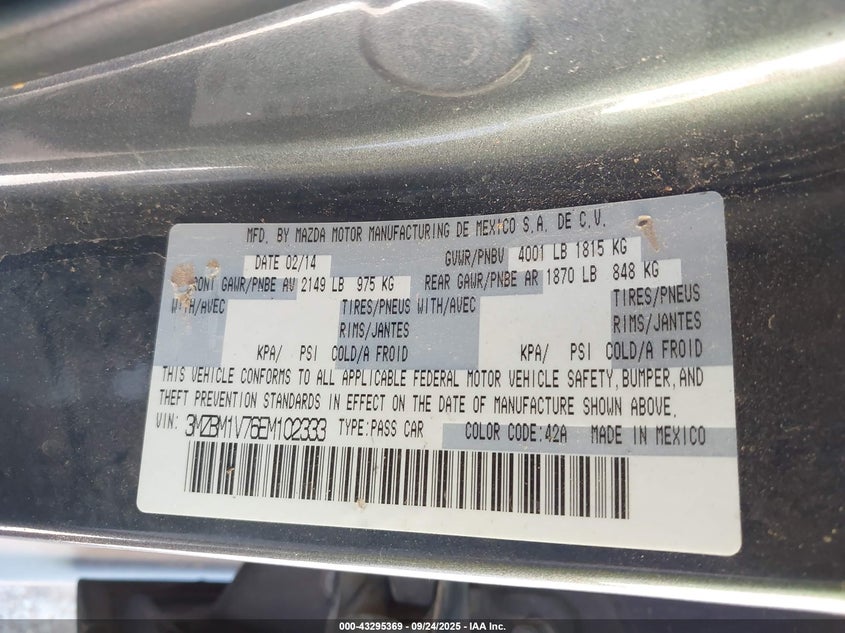 MFD. BY MAZDA MOTOR MANUFACTURING DE MEXICO S.A. DE C.V.
DATE 02/14 GVWR/PNBV 4001 LB 1815 KG
GAWR/PNBE AV 2149 LB 975 KG REAR GAWR/PNBE AR 1870 LB 848 KG
WITH/AVEC TIRES/PNEUS WITH/AVEC TIRES/PNEUS
RIMS/JANTES RIMS/JANTES
KPA/ PSI COLD/A FROID KPA/ PSI COLD/A FROID
THIS VEHICLE CONFORMS TO ALL APPLICABLE FEDERAL MOTOR VEHICLE SAFETY, BUMPER, AND
THEFT PREVENTION STANDARDS IN EFFECT ON THE DATE OF MANUFACTURE SHOWN ABOVE.
VIN: 3MZBM1V76EM102333 TYPE: PASS CAR COLOR CODE: 42A MADE IN MEXICO
000-43295369 - 09/24/2025 - IAA Inc.